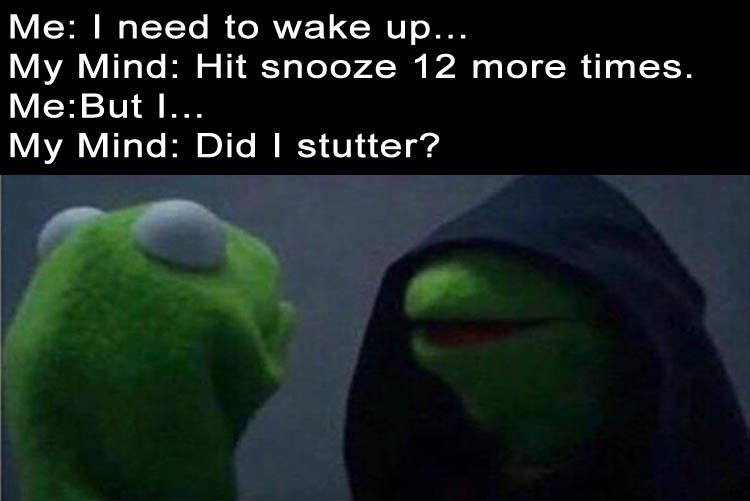 Me: I need to wake up...
My Mind: Hit snooze 12 more times.
Me:But I...
My Mind: Did I stutter?